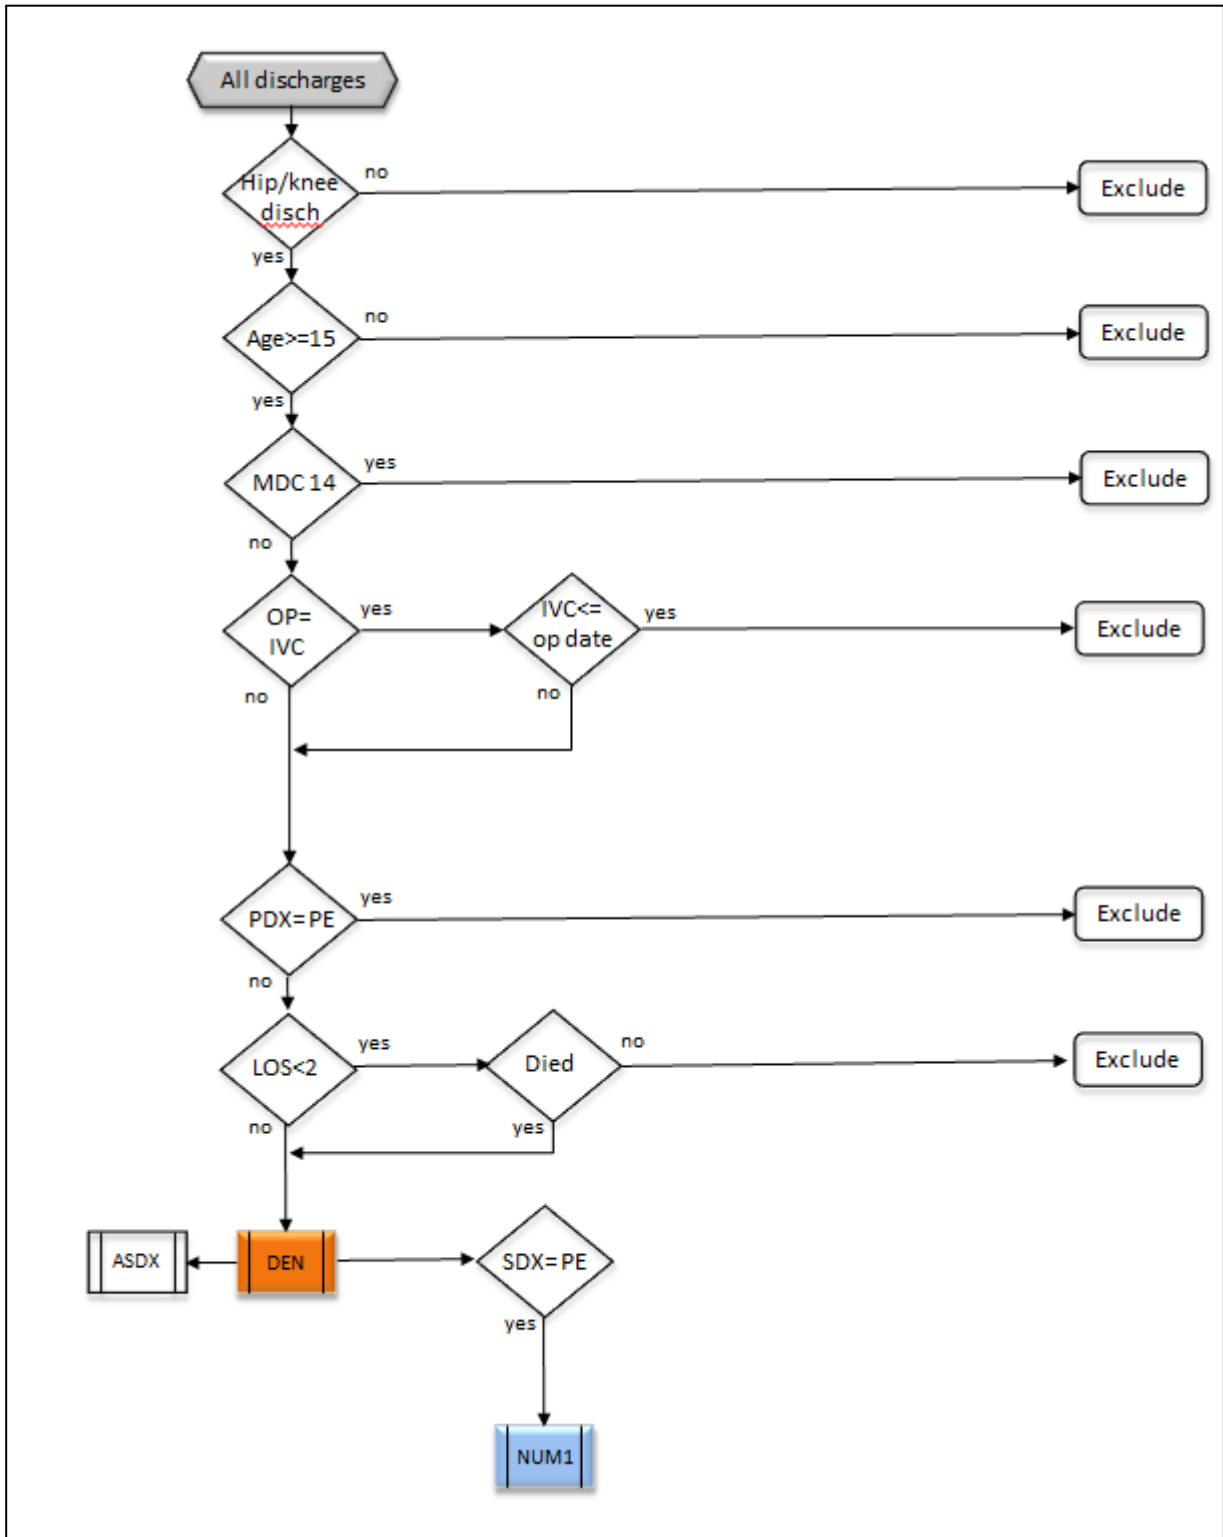 All discharges
Hip/knee
disch
no
Exclude
yes
Age>=15
no
Exclude
yes
MDC 14
yes
Exclude
no
OP=
IVC
yes
IVC<=
op date
yes
Exclude
no
no
PDX=PE
yes
Exclude
no
LOS<2
yes
Died
no
Exclude
no
yes
ASDX
DEN
SDX=PE
yes
NUM1